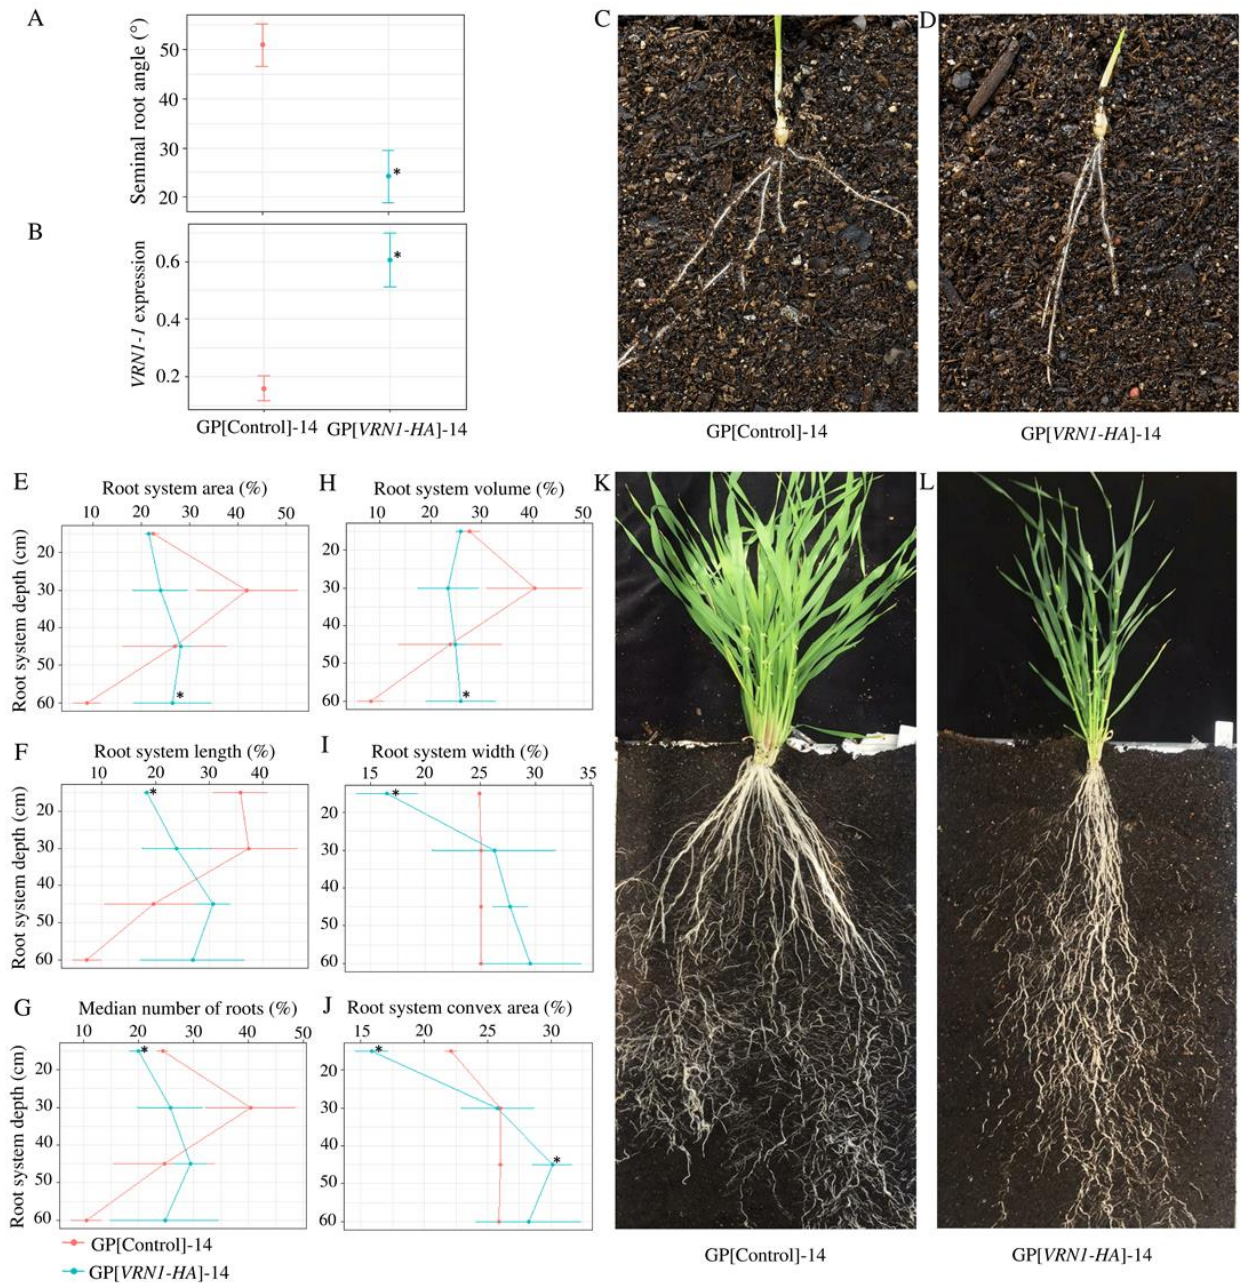 A
Seminal root angle (°)
50
40
30
20
*
B
VRN1-1 expression
0.6
0.4
0.2
*
GP[Control]-14 GP[VRN1-HA]-14
C
GP[Control]-14
D
GP[VRN1-HA]-14
E
Root system area (%)
10 20 30 40 50
Root system depth (cm)
20
30
40
50
60
*
H
Root system volume (%)
10 20 30 40 50
20
30
40
50
60
*
F
Root system length (%)
10 20 30 40
Root system depth (cm)
20
30
40
50
60
*
I
Root system width (%)
15 20 25 30 35
20
30
40
50
60
*
G
Median number of roots (%)
10 20 30 40 50
Root system depth (cm)
20
30
40
50
60
*
J
Root system convex area (%)
15 20 25 30
20
30
40
50
60
*
*
GP[Control]-14
GP[VRN1-HA]-14
K
GP[Control]-14
L
GP[VRN1-HA]-14